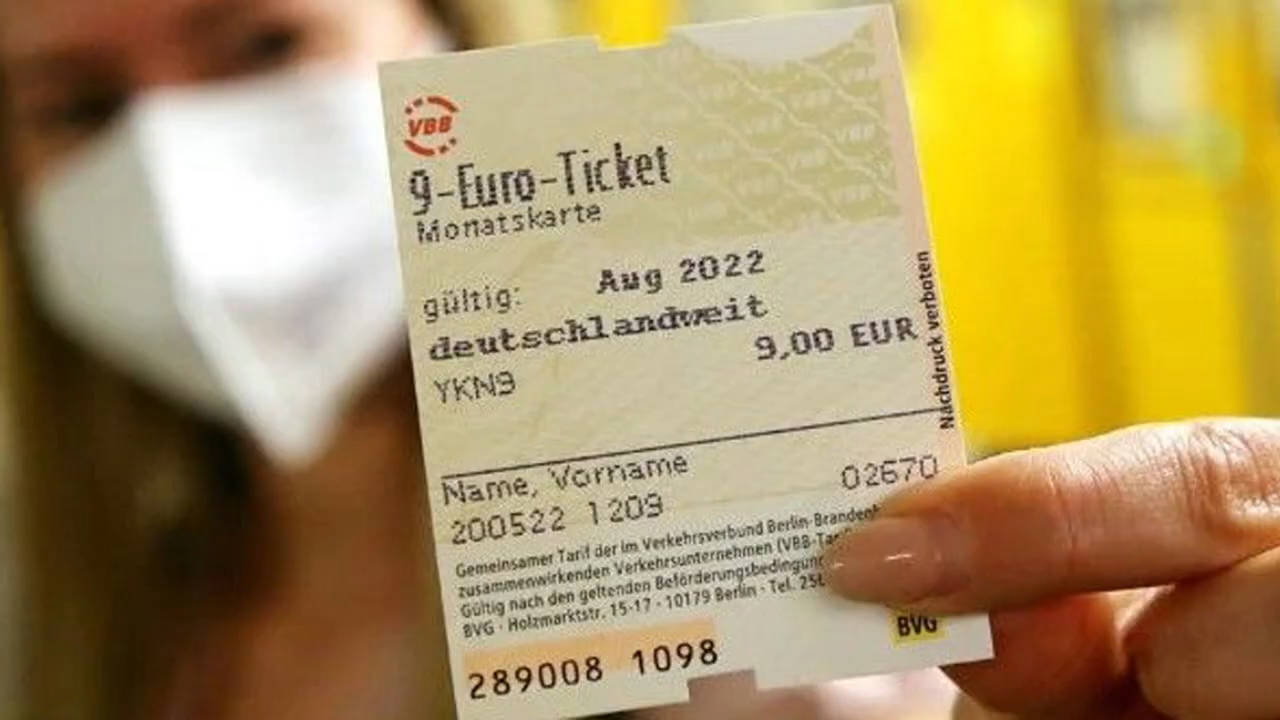 VBB
9-Euro-Ticket
Monatskarte
gültig: Aug 2022
deutschlandweit
9,00 EUR
YKN9
Nachdruck verboten
Name, Vorname
02670
200522 1209
Gemeinsamer Tarif der im Verkehrsverbund Berlin-Brandenb
zusammenwirkenden Verkehrsunternehmen (VBB-Ta
Gültig nach den geltenden Beförderungsbedingung
BVG · Holzmarktstr. 15-17 · 10179 Berlin · Tel. 25
BVG
289008 1098